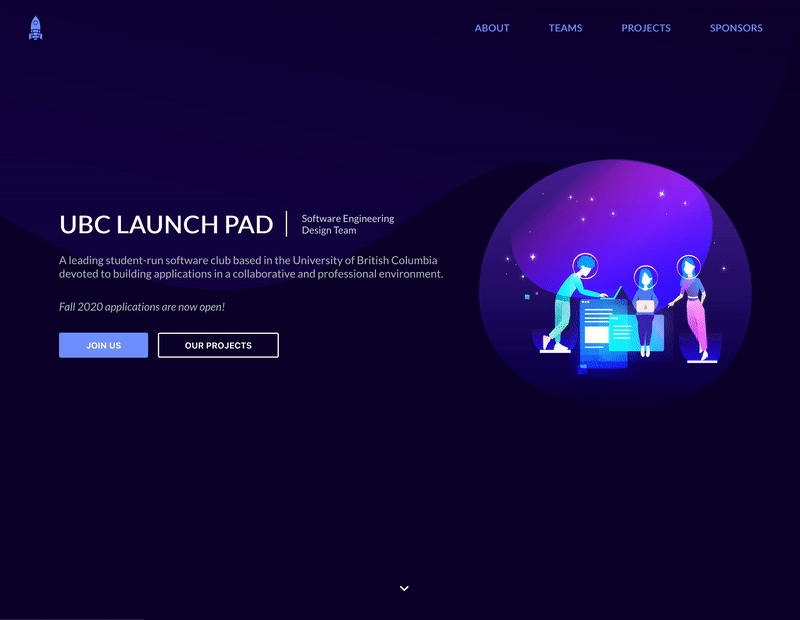 ABOUT TEAMS PROJECTS SPONSORS
UBC LAUNCH PAD
Software Engineering
Design Team
A leading student-run software club based in the University of British Columbia
devoted to building applications in a collaborative and professional environment.
Fall 2020 applications are now open!
JOIN US OUR PROJECTS